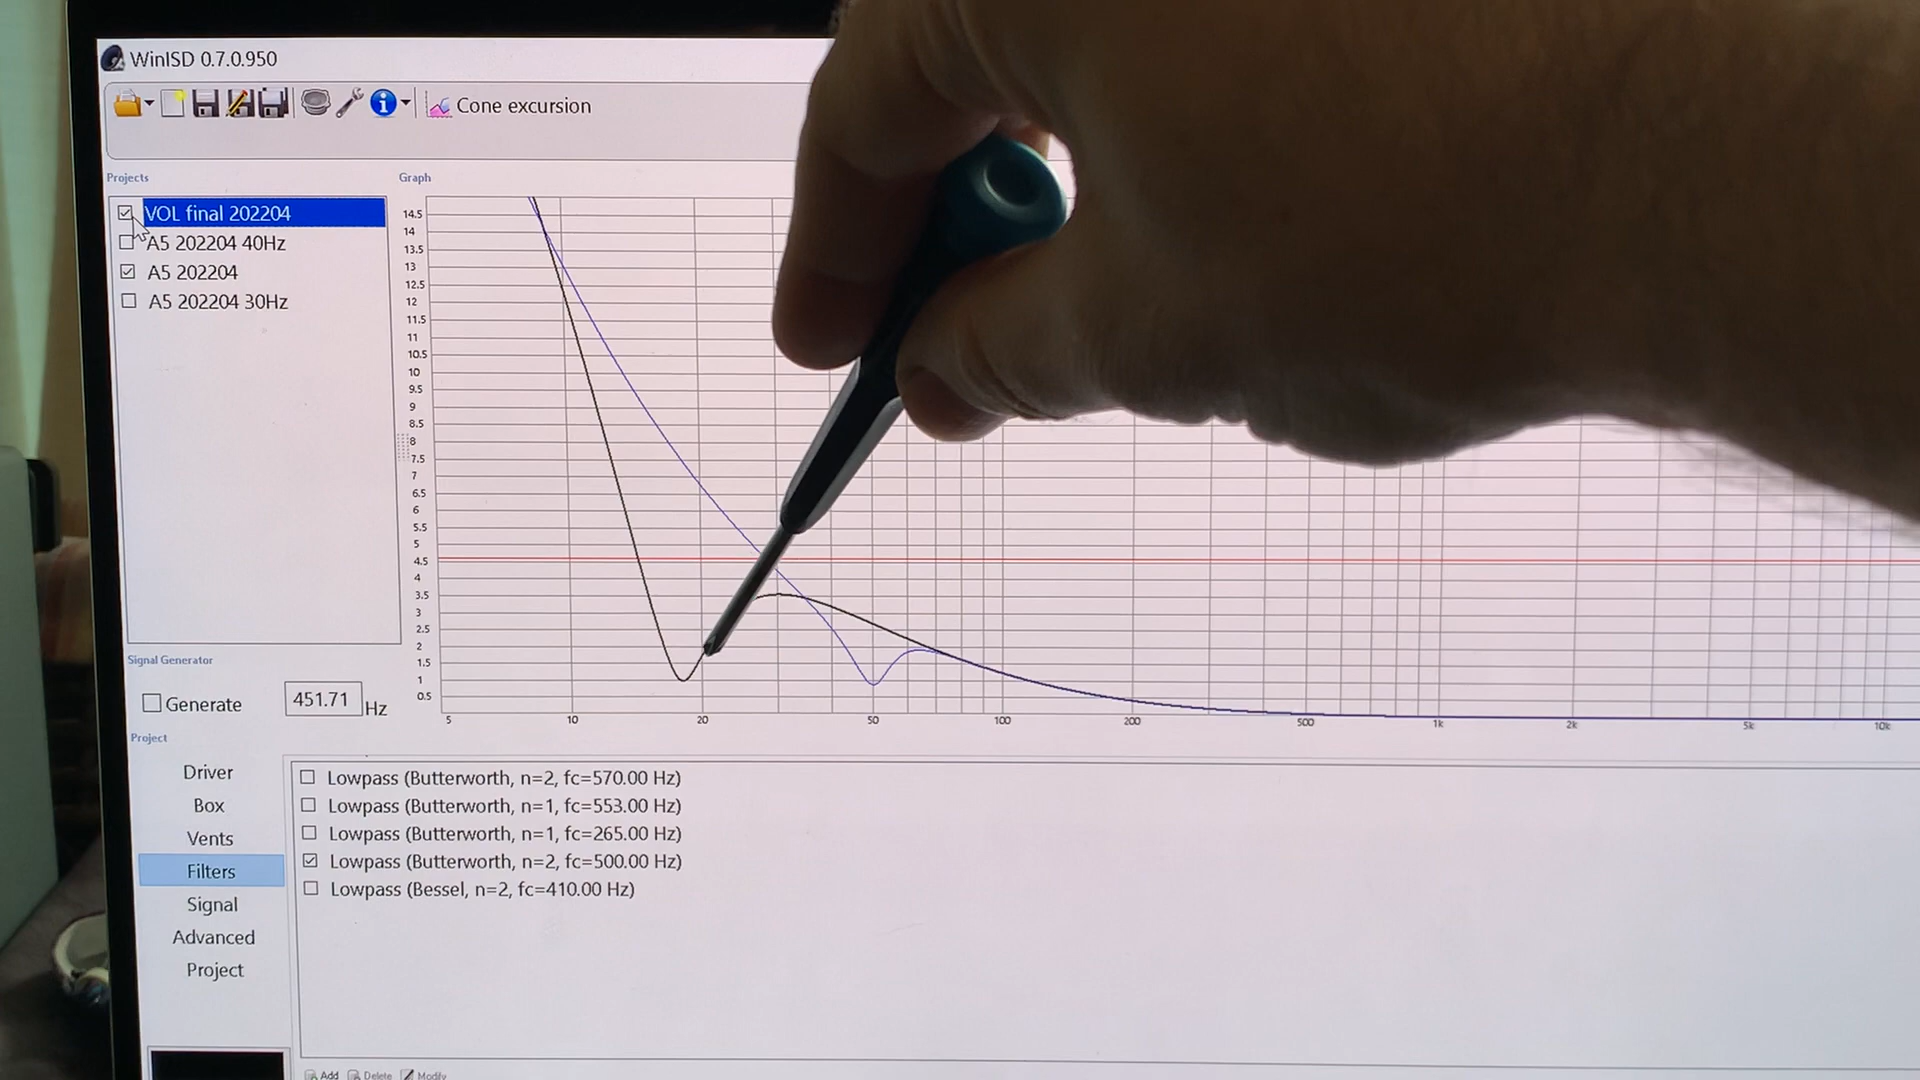 WinISD 0.7.0.950
Cone excursion
Projects
VOL final 202204
A5 202204 40Hz
A5 202204
A5 202204 30Hz
Graph
14.5
14
13.5
13
12.5
12
11.5
11
10.5
10
9.5
9
8.5
8
7.5
7
6.5
6
5.5
5
4.5
4
3.5
3
2.5
2
1.5
1
0.5
5 10 20 50 100 200 500 1k 2k 5k 10k
Signal Generator
Generate 451.71 Hz
Project
Driver
Box
Vents
Filters
Signal
Advanced
Project
Lowpass (Butterworth, n=2, fc=570.00 Hz)
Lowpass (Butterworth, n=1, fc=553.00 Hz)
Lowpass (Butterworth, n=1, fc=265.00 Hz)
Lowpass (Butterworth, n=2, fc=500.00 Hz)
Lowpass (Bessel, n=2, fc=410.00 Hz)
Add Delete Modify